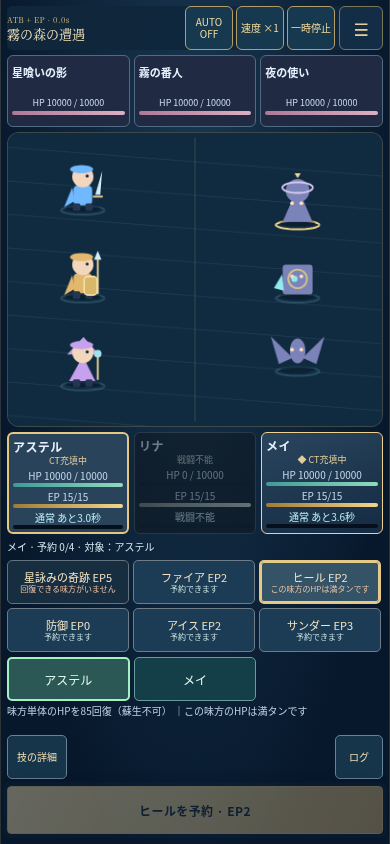 ATB + EP · 0.0s
霧の森の遭遇
AUTO
OFF
速度 ×1
一時停止
☰
星喰いの影
HP 10000 / 10000
霧の番人
HP 10000 / 10000
夜の使い
HP 10000 / 10000
アステル
CT充填中
HP 10000 / 10000
EP 15/15
通常 あと3.0秒
リナ
戦闘不能
HP 0 / 10000
EP 15/15
戦闘不能
メイ
◆ CT充填中
HP 10000 / 10000
EP 15/15
通常 あと3.6秒
メイ · 予約 0/4 · 対象：アステル
星詠みの奇跡 EP5
回復できる味方がいません
ファイア EP2
予約できます
ヒール EP2
この味方のHPは満タンです
防御 EP0
予約できます
アイス EP2
予約できます
サンダー EP3
予約できます
アステル
メイ
味方単体のHPを85回復（蘇生不可）｜この味方のHPは満タンです
技の詳細
ログ
ヒールを予約 · EP2